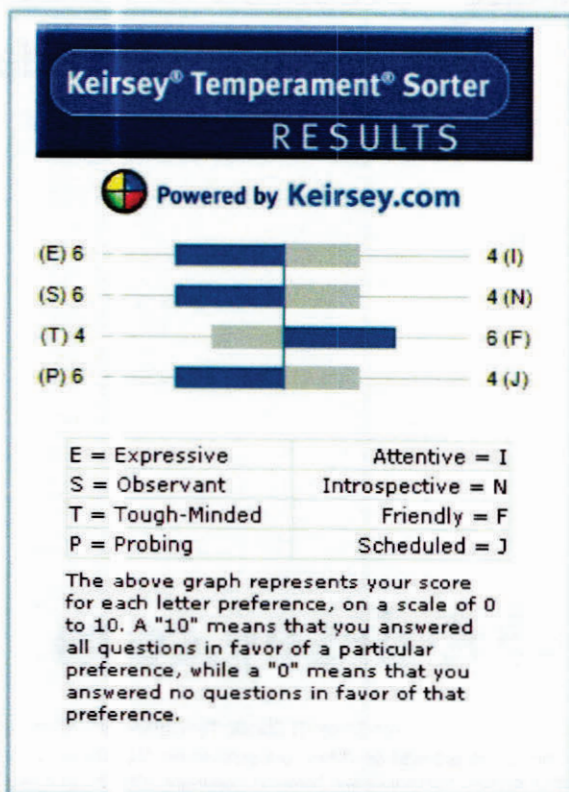 Keirsey® Temperament® Sorter
RESULTS
Powered by Keirsey.com
(E) 6 4 (I)
(S) 6 4 (N)
(T) 4 6 (F)
(P) 6 4 (J)
E = Expressive Attentive = I
S = Observant Introspective = N
T = Tough-Minded Friendly = F
P = Probing Scheduled = J
The above graph represents your score
for each letter preference, on a scale of 0
to 10. A "10" means that you answered
all questions in favor of a particular
preference, while a "0" means that you
answered no questions in favor of that
preference.